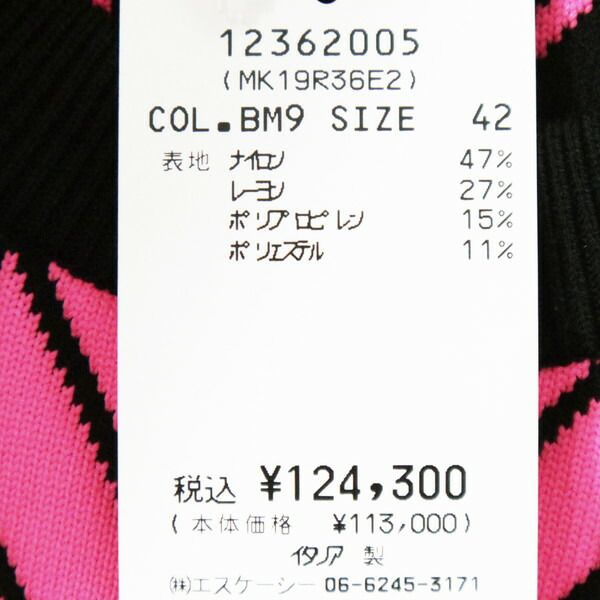 12362005
(MK19R36E2)
COL.BM9 SIZE 42
表地 ナイロン 47%
レーヨン 27%
ポリプロピレン 15%
ポリエステル 11%
税込 ¥124,300
(本体価格 ¥113,000)
イタリア 製
㈱エスケーシー 06-6245-3171